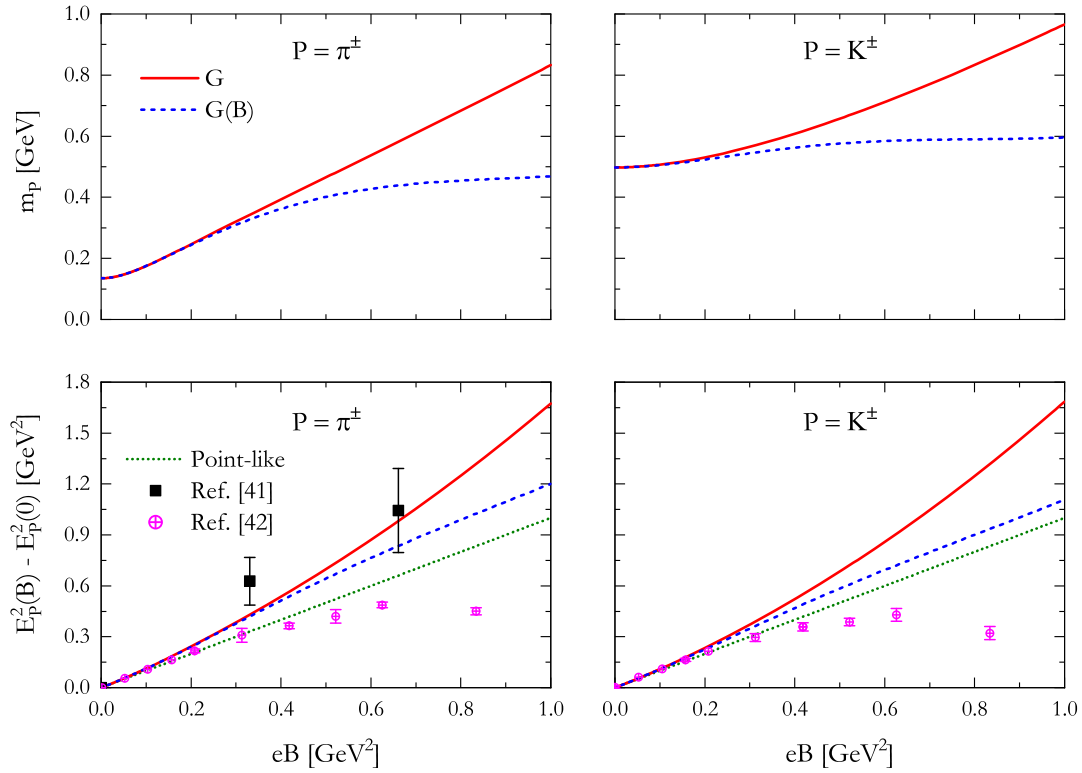 1.0
0.8
0.6
0.4
0.2
0.0
m_P [GeV]
P = π^±
G
G(B)
P = K^±
1.8
1.5
1.2
0.9
0.6
0.3
0.0
E_P^2(B) - E_P^2(0) [GeV^2]
P = π^±
Point-like
Ref. [41]
Ref. [42]
P = K^±
0.0 0.2 0.4 0.6 0.8 1.0
0.0 0.2 0.4 0.6 0.8 1.0
eB [GeV^2]
eB [GeV^2]